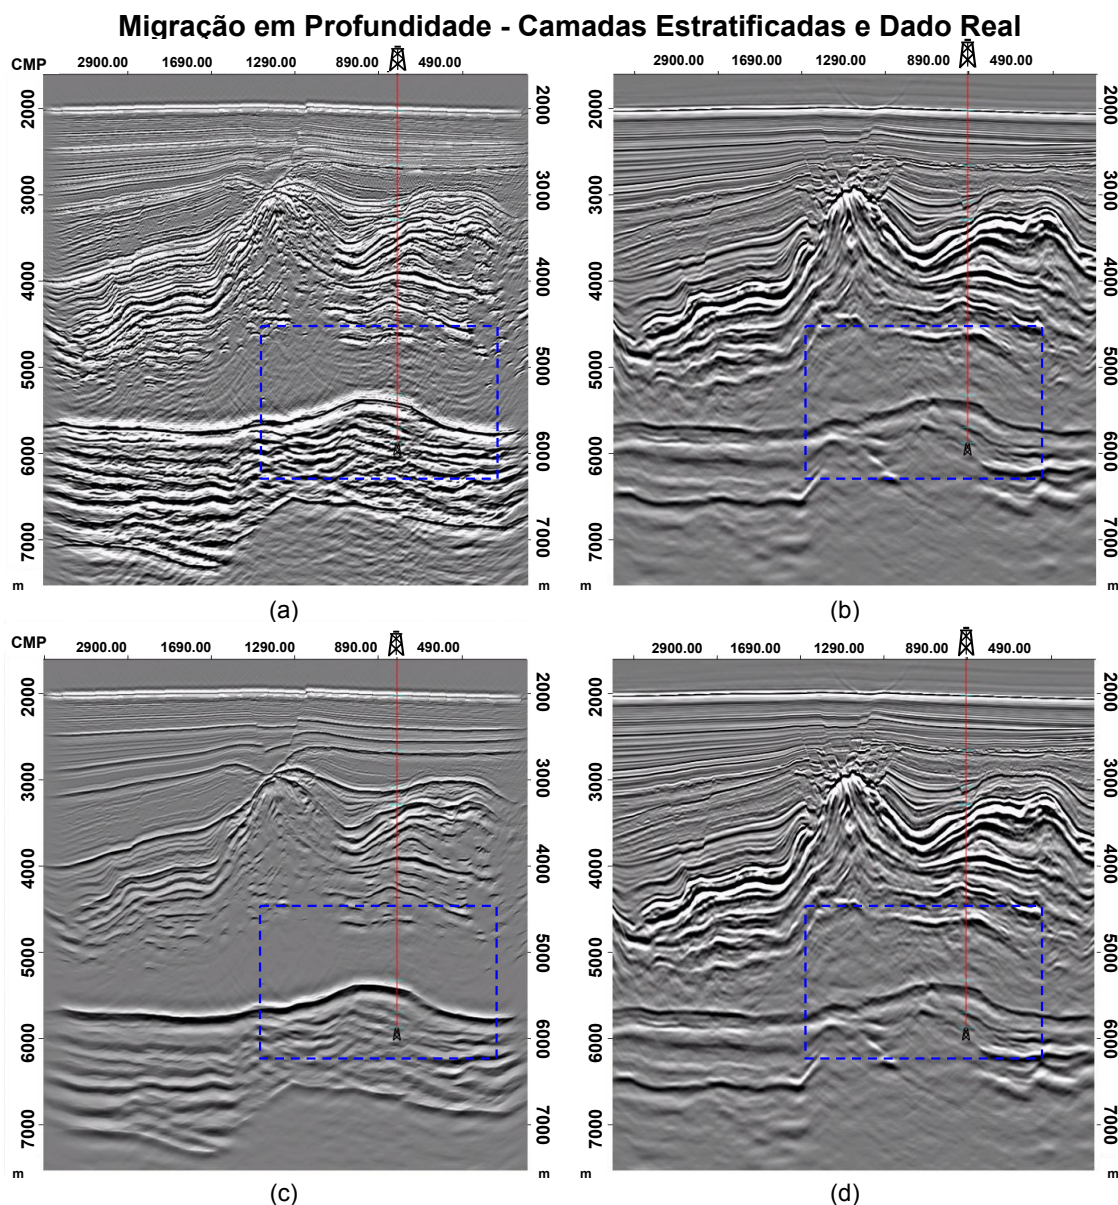 Migração em Profundidade - Camadas Estratificadas e Dado Real
CMP 2900.00 1690.00 1290.00 890.00 490.00
2900.00 1690.00 1290.00 890.00 490.00
2000 2000 2000
3000 3000 3000 3000
4000 4000 4000 4000
5000 5000 5000 5000
6000 6000 6000 6000
7000 7000 7000 7000
m m m m
(a) (b)
CMP 2900.00 1690.00 1290.00 890.00 490.00
2900.00 1690.00 1290.00 890.00 490.00
2000 2000 2000 2000
3000 3000 3000 3000
4000 4000 4000 4000
5000 5000 5000 5000
6000 6000 6000 60000
7000 7000 7000 7000
m m m m
(c) (d)